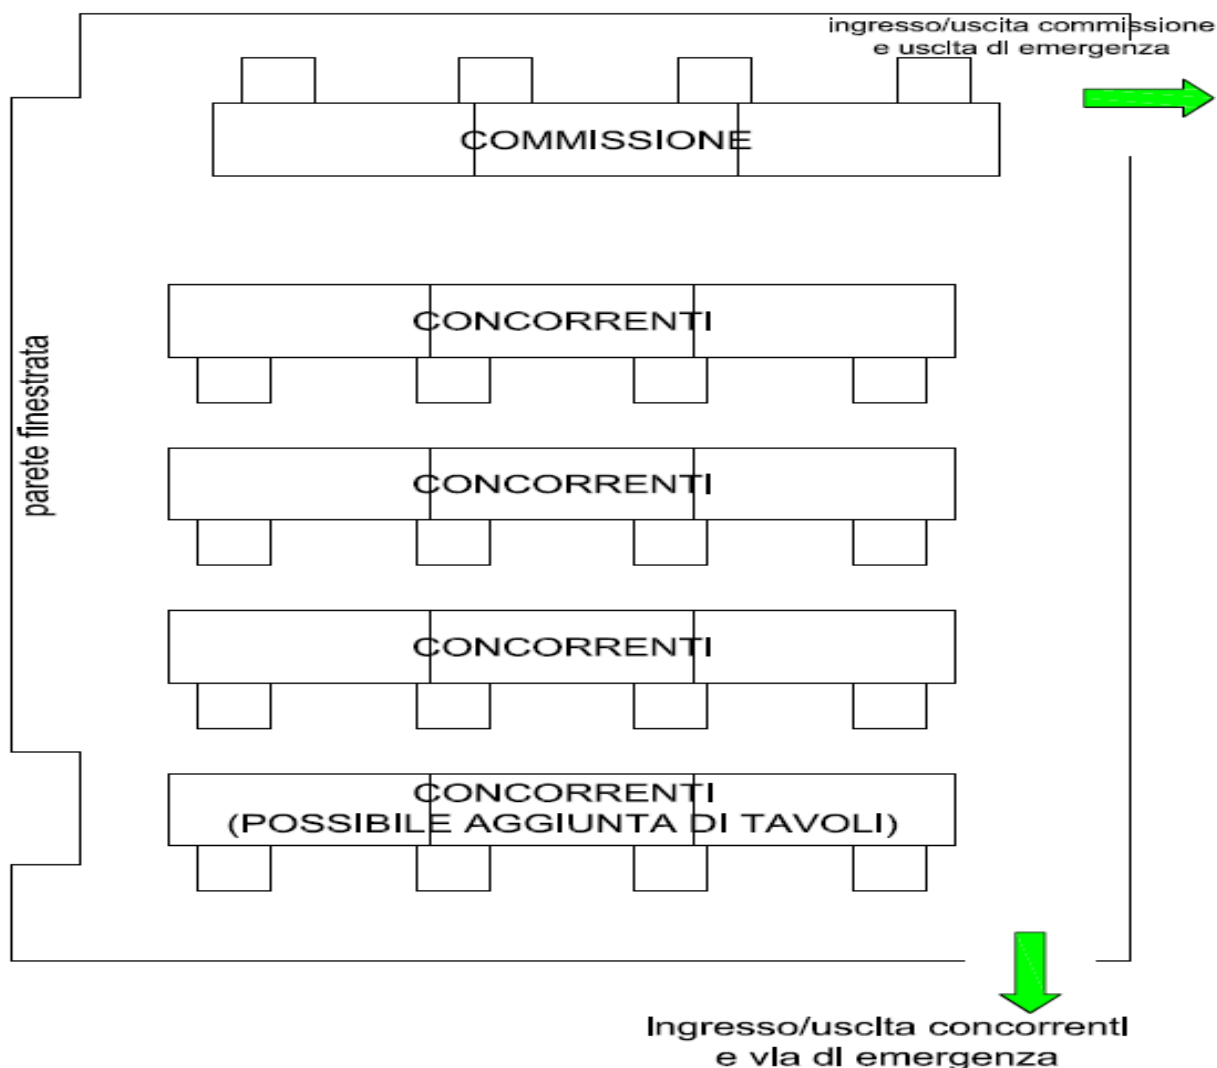 ingresso/uscita commissione
e uscita di emergenza
COMMISSIONE
CONCORRENTI
parete finestrata
CONCORRENTI
CONCORRENTI
CONCORRENTI
(POSSIBILE AGGIUNTA DI TAVOLI)
Ingresso/uscita concorrenti
e via di emergenza